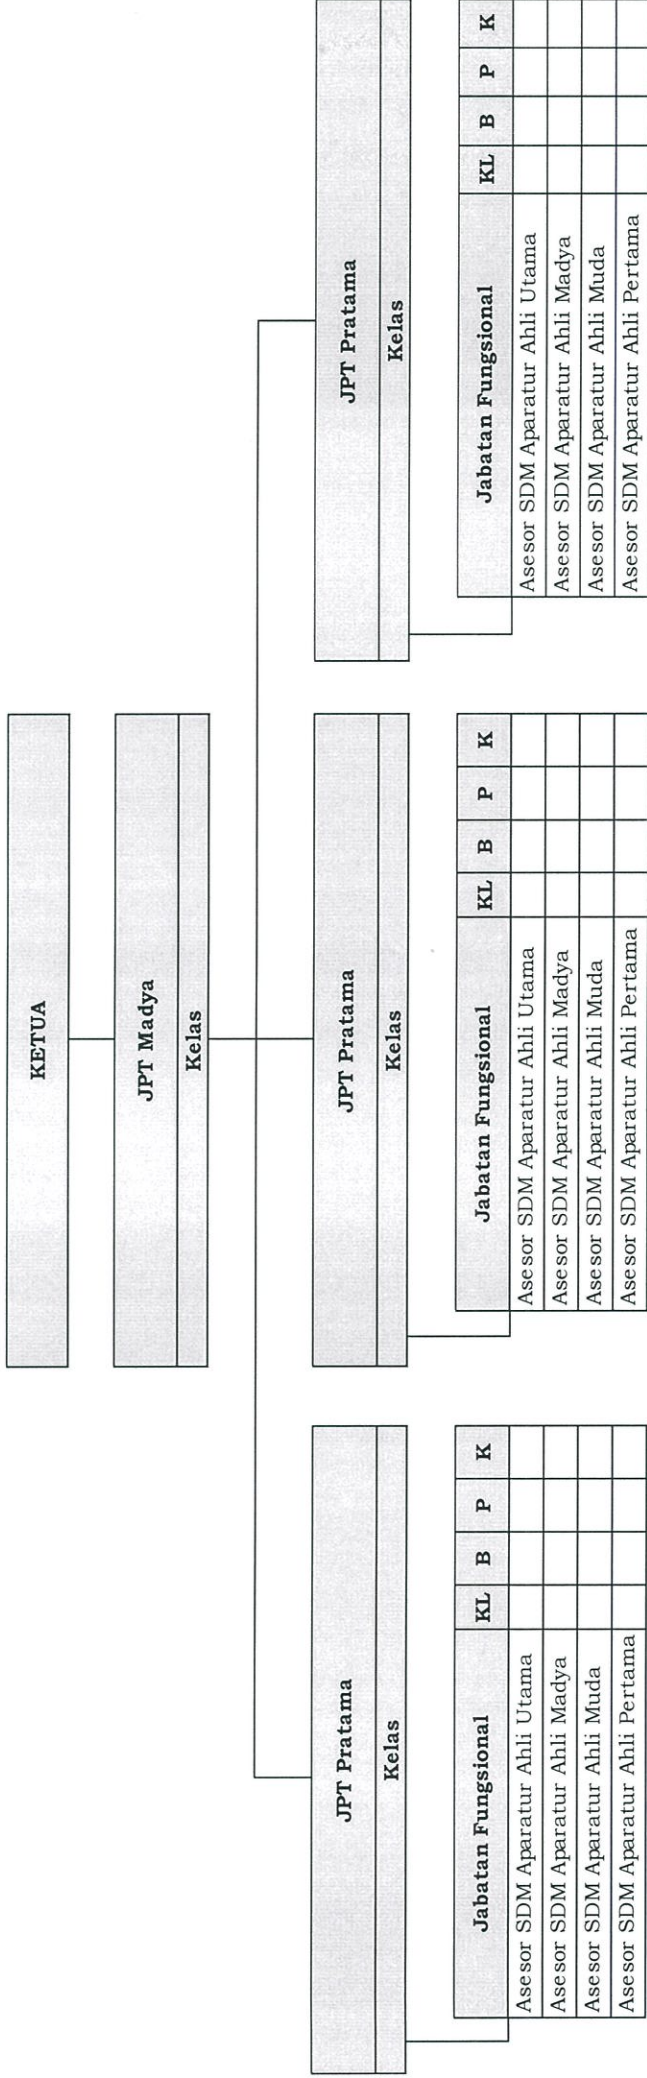 KETUA
JPT Madya
Kelas
JPT Pratama
Kelas
Jabatan Fungsional KL B P K
Asesor SDM Aparatur Ahli Utama
Asesor SDM Aparatur Ahli Madya
Asesor SDM Aparatur Ahli Muda
Asesor SDM Aparatur Ahli Pertama
JPT Pratama
Kelas
Jabatan Fungsional KL B P K
Asesor SDM Aparatur Ahli Utama
Asesor SDM Aparatur Ahli Madya
Asesor SDM Aparatur Ahli Muda
Asesor SDM Aparatur Ahli Pertama
JPT Pratama
Kelas
Jabatan Fungsional KL B P K
Asesor SDM Aparatur Ahli Utama
Asesor SDM Aparatur Ahli Madya
Asesor SDM Aparatur Ahli Muda
Asesor SDM Aparatur Ahli Pertama